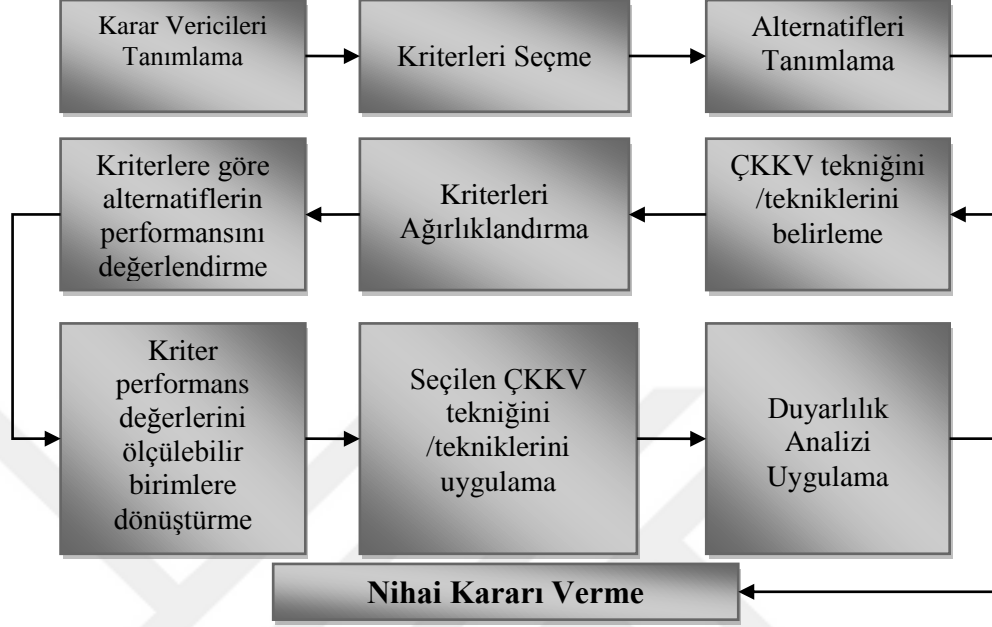 Karar Vericileri
Tanımlama
Kriterleri Seçme
Alternatifleri
Tanımlama
ÇKKV tekniğini
/tekniklerini
belirleme
Kriterleri
Ağırlıklandırma
Kriterlere göre
alternatiflerin
performansını
değerlendirme
Kriter
performans
değerlerini
ölçülebilir
birimlere
dönüştürme
Seçilen ÇKKV
tekniğini
/tekniklerini
uygulama
Duyarlılık
Analizi
Uygulama
Nihai Kararı Verme